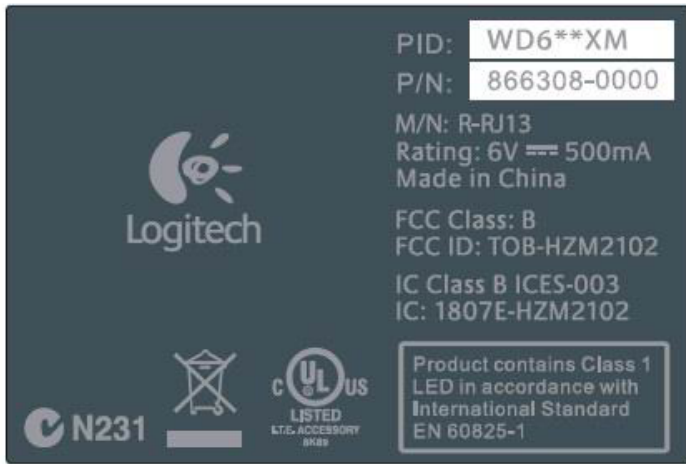 PID: WD6**XM
P/N: 866308-0000
M/N: R-RJ13
Rating: 6V ⎓ 500mA
Made in China
FCC Class: B
FCC ID: TOB-HZM2102
IC Class B ICES-003
IC: 1807E-HZM2102
Logitech
N231
C UL US
LISTED
I.T.E. ACCESSORY
Product contains Class 1
LED in accordance with
International Standard
EN 60825-1